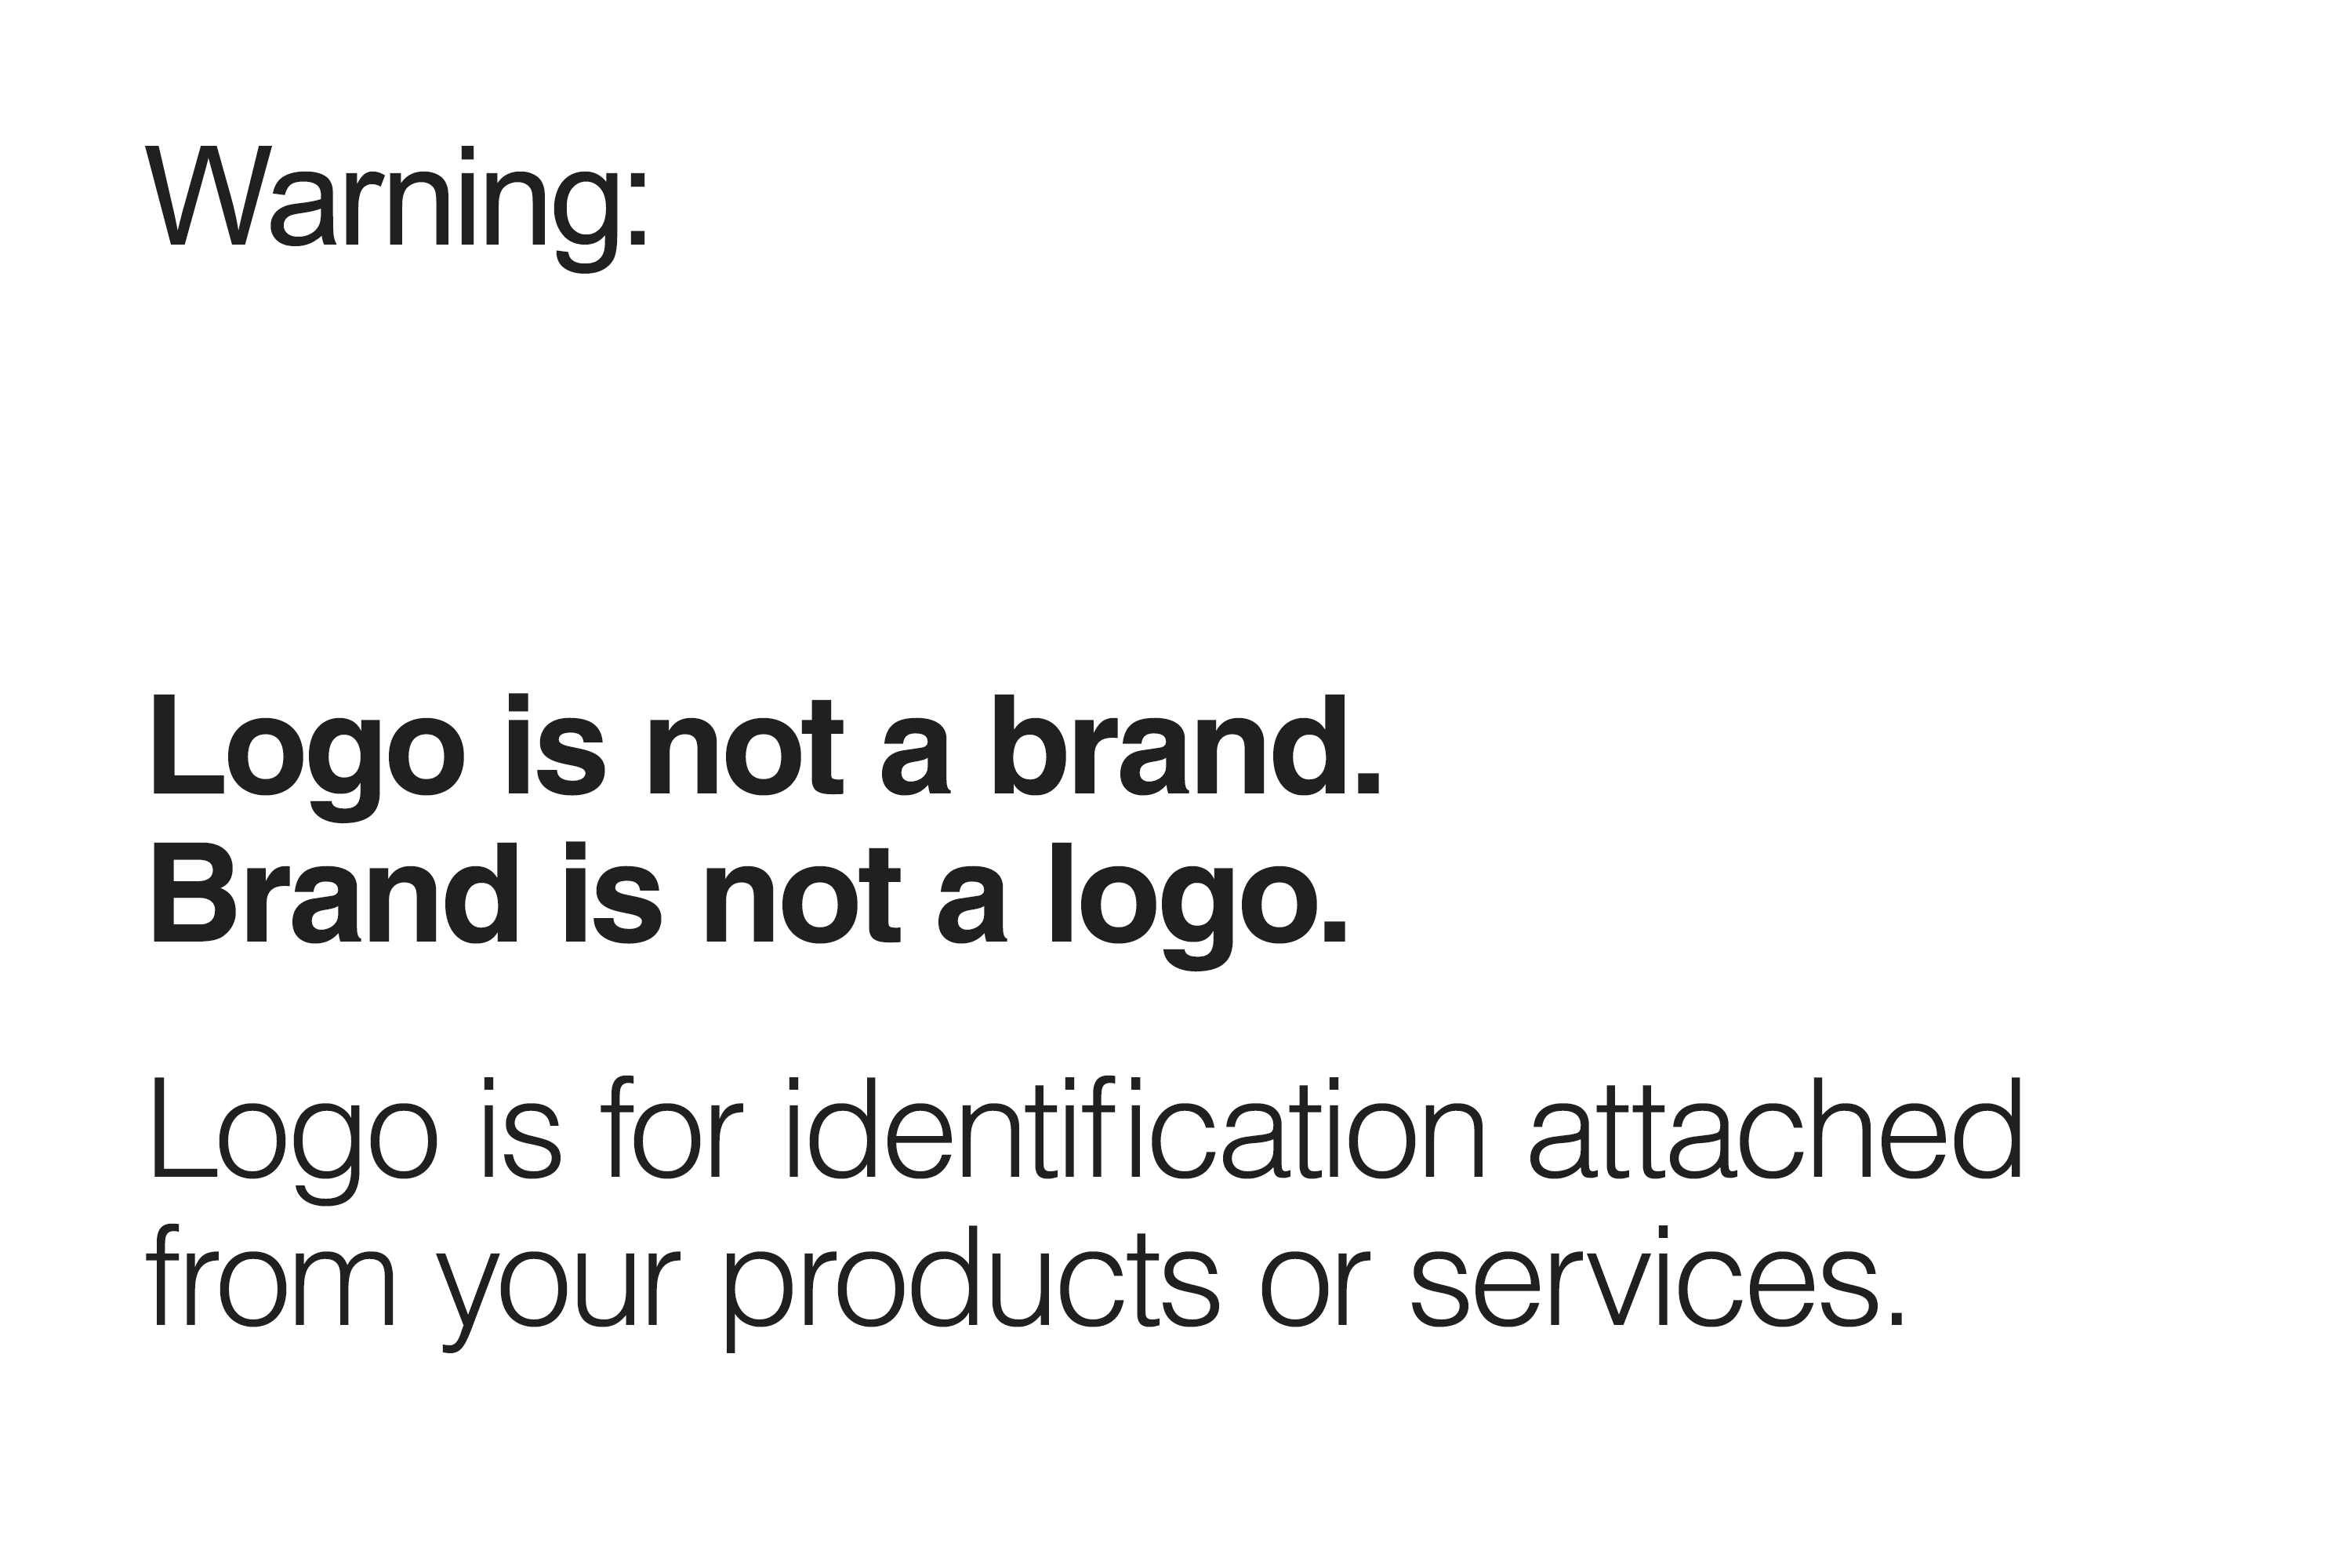 Warning:
Logo is not a brand.
Brand is not a logo.
Logo is for identification attached
from your products or services.